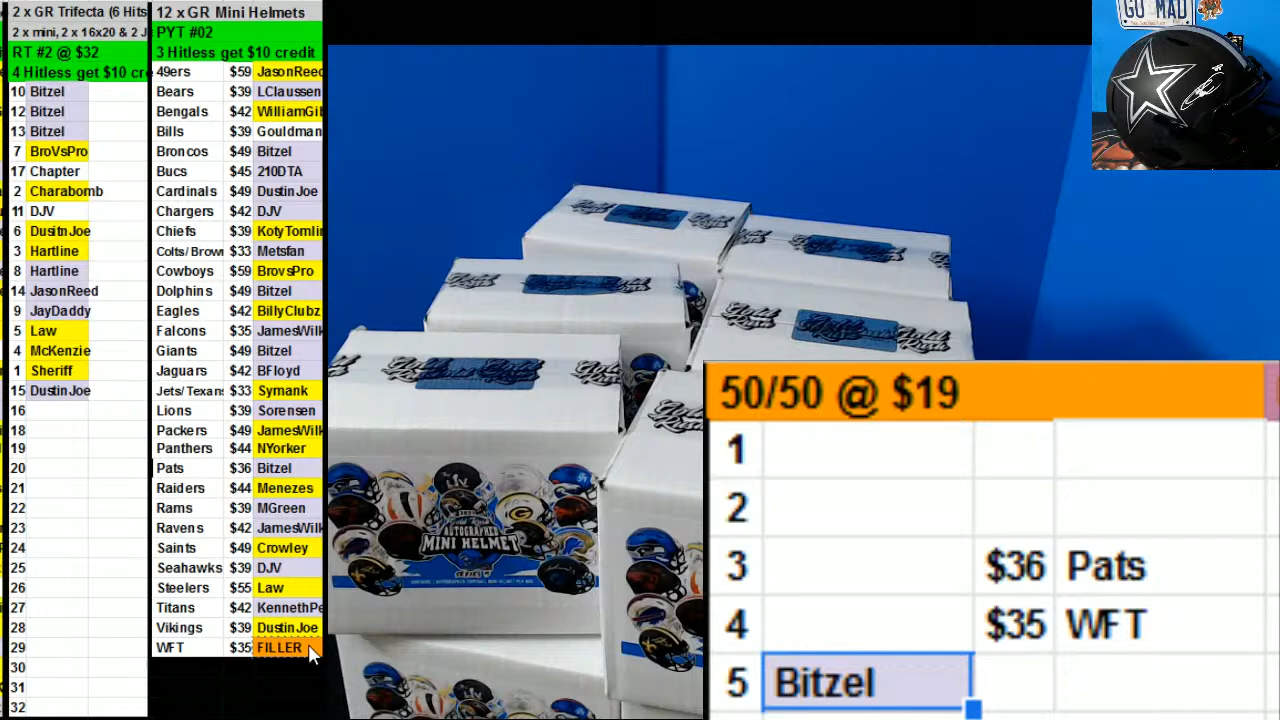 2 x GR Trifecta (6 Hits
2 x mini, 2 x 16x20 & 2 J
RT #2 @ $32
4 Hitless get $10 cre
10 Bitzel
12 Bitzel
13 Bitzel
7 BroVsPro
17 Chapter
2 Charabomb
11 DJV
6 DusitnJoe
3 Hartline
8 Hartline
14 JasonReed
9 JayDaddy
5 Law
4 McKenzie
1 Sheriff
15 DustinJoe
16
18
19
20
21
22
23
24
25
26
27
28
29
30
31
32
12 x GR Mini Helmets
PYT #02
3 Hitless get $10 credit
49ers $59 JasonReed
Bears $39 LClaussen
Bengals $42 WilliamGil
Bills $39 Gouldman
Broncos $49 Bitzel
Bucs $45 210DTA
Cardinals $49 DustinJoe
Chargers $42 DJV
Chiefs $39 KotyTomlin
Colts/Brown $33 Metsfan
Cowboys $59 BrovsPro
Dolphins $49 Bitzel
Eagles $42 BillyClubz
Falcons $35 JamesWilk
Giants $49 Bitzel
Jaguars $42 BFloyd
Jets/Texans $33 Symank
Lions $39 Sorensen
Packers $49 JamesWilk
Panthers $44 NYorker
Pats $36 Bitzel
Raiders $44 Menezes
Rams $39 MGreen
Ravens $42 JamesWilk
Saints $49 Crowley
Seahawks $39 DJV
Steelers $55 Law
Titans $42 KennethPe
Vikings $39 DustinJoe
WFT $35 FILLER
GO MAD
Gold Rush
AUTOGRAPHED
MINI HELMET
50/50 @ $19
1
2
3 $36 Pats
4 $35 WFT
5 Bitzel